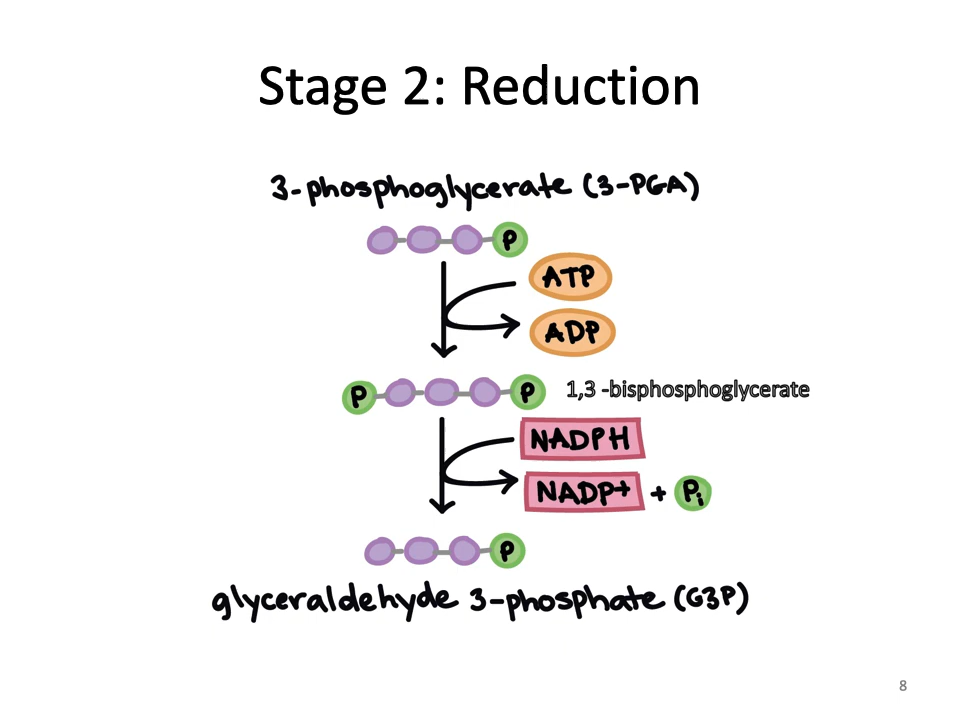 Stage 2: Reduction
3-phosphoglycerate (3-PGA)
P
ATP
ADP
P P 1,3 -bisphosphoglycerate
NADPH
NADP+ + Pi
P
glyceraldehyde 3-phosphate (G3P)
8